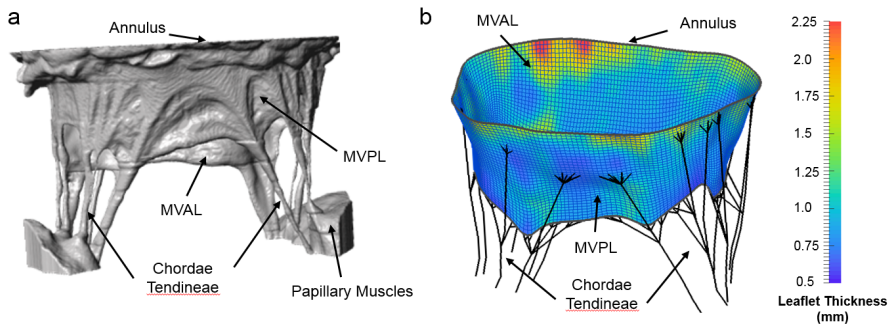 a
Annulus
MVPL
MVAL
Chordae
Tendineae
Papillary Muscles
b
MVAL
Annulus
MVPL
Chordae
Tendineae
2.25
2.0
1.75
1.5
1.25
1.0
0.75
0.5
Leaflet Thickness
(mm)